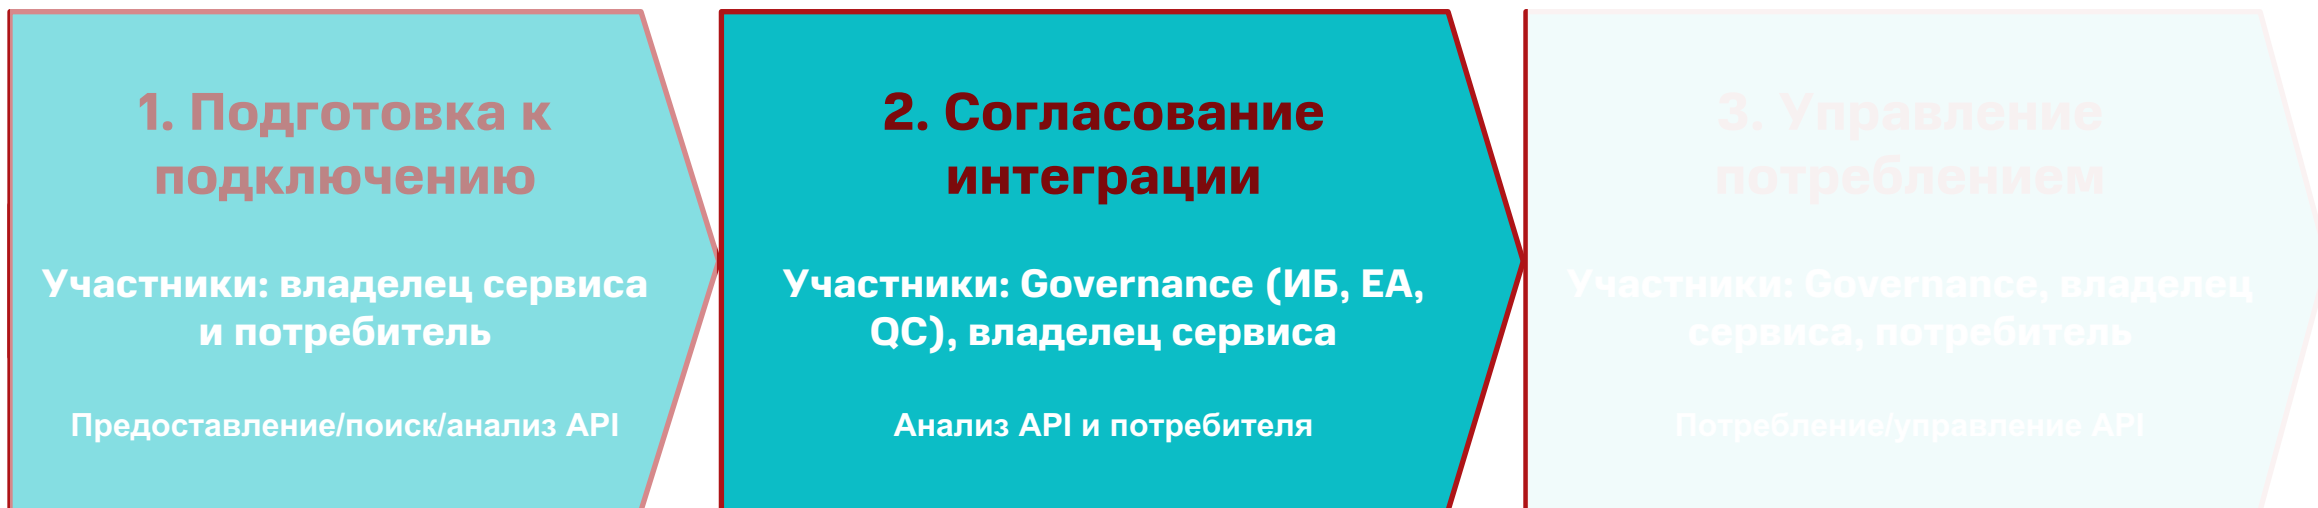 1. Подготовка к
подключению
Участники: владелец сервиса
и потребитель
Предоставление/поиск/анализ API
2. Согласование
интеграции
Участники: Governance (ИБ, EA,
QC), владелец сервиса
Анализ API и потребителя
3. Управление
потреблением
Участники: Governance, владелец
сервиса, потребитель
Потребление/управление API